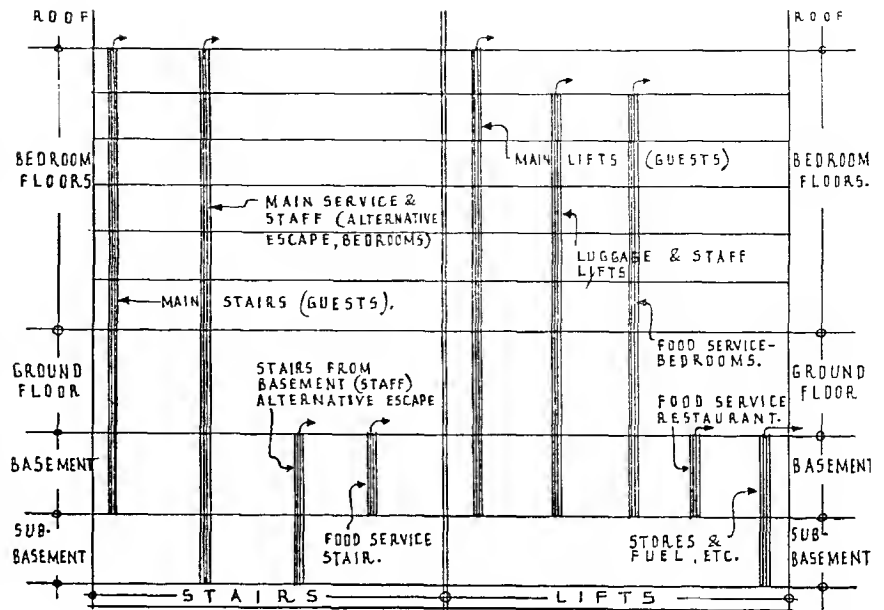 ROOF
ROOF
BEDROOM
FLOORS
MAIN LIFTS (GUESTS)
BEDROOM
FLOORS.
MAIN SERVICE &
STAFF (ALTERNATIVE
ESCAPE, BEDROOMS)
LUGGAGE & STAFF
LIFTS
MAIN STAIRS (GUESTS).
FOOD SERVICE-
BEDROOMS.
STAIRS FROM
BASEMENT (STAFF)
ALTERNATIVE ESCAPE
GROUND
FLOOR
GROUND
FLOOR
FOOD SERVICE
RESTAURANT.
BASEMENT
BASEMENT
FOOD SERVICE
STAIR.
STORES &
FUEL, ETC.
SUB-
BASEMENT
SUB-
BASEMENT
STAIRS
LIFTS